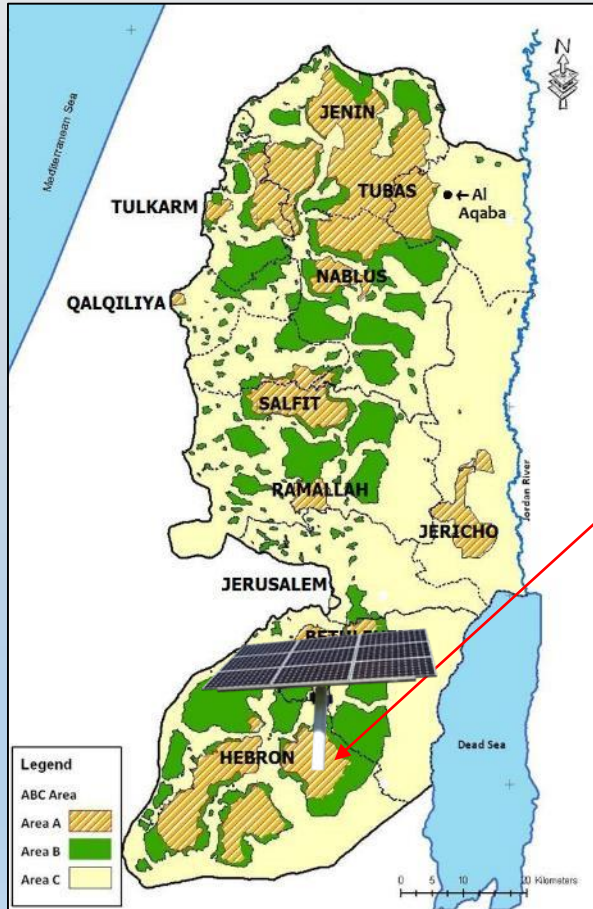 N
Mediterranean Sea
JENIN
TULKARM
TUBAS
← Al
Aqaba
NABLUS
QALQILIYA
SALFIT
RAMALLAH
JERICHO
Jordan River
JERUSALEM
Dead Sea
HEBRON
Legend
ABC Area
Area A
Area B
Area C
0 5 10 20 Kilometers